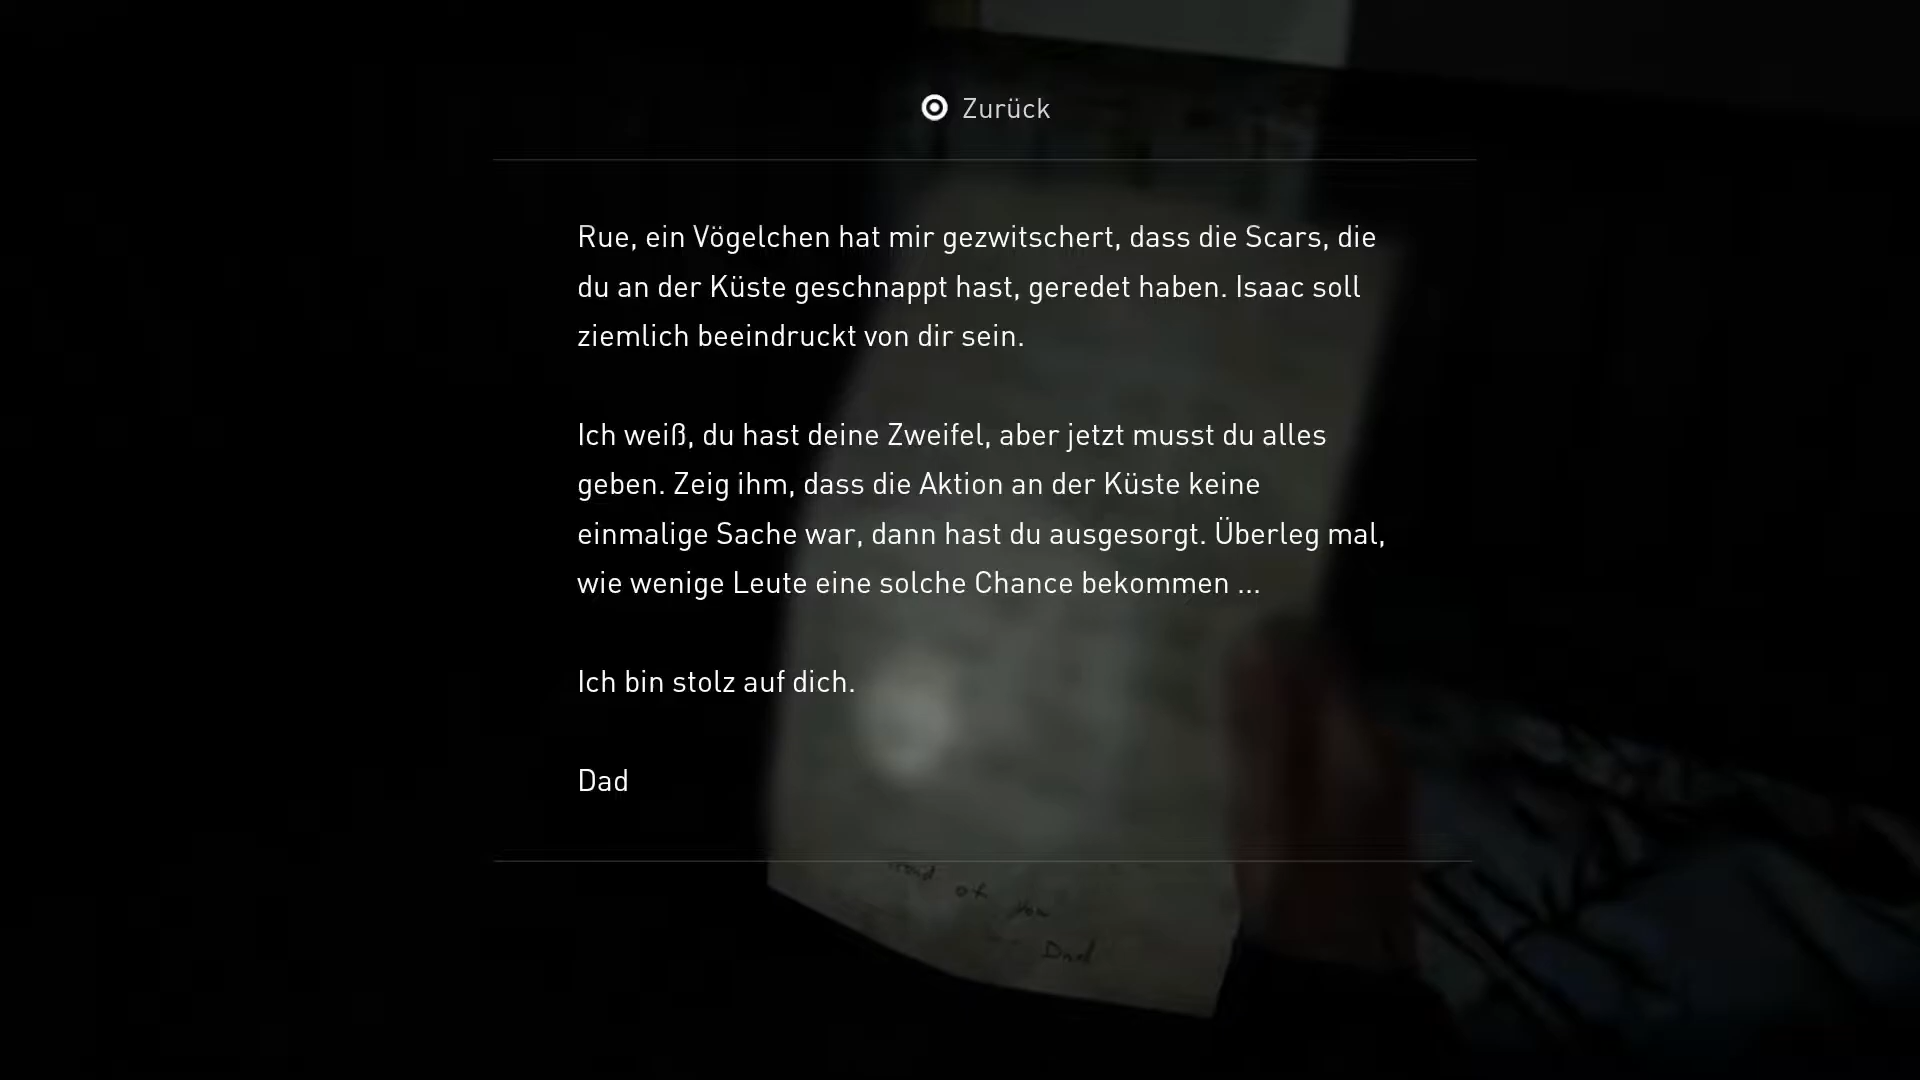 Zurück
Rue, ein Vögelchen hat mir gezwitschert, dass die Scars, die
du an der Küste geschnappt hast, geredet haben. Isaac soll
ziemlich beeindruckt von dir sein.
Ich weiß, du hast deine Zweifel, aber jetzt musst du alles
geben. Zeig ihm, dass die Aktion an der Küste keine
einmalige Sache war, dann hast du ausgesorgt. Überleg mal,
wie wenige Leute eine solche Chance bekommen ...
Ich bin stolz auf dich.
Dad
of you
Dad